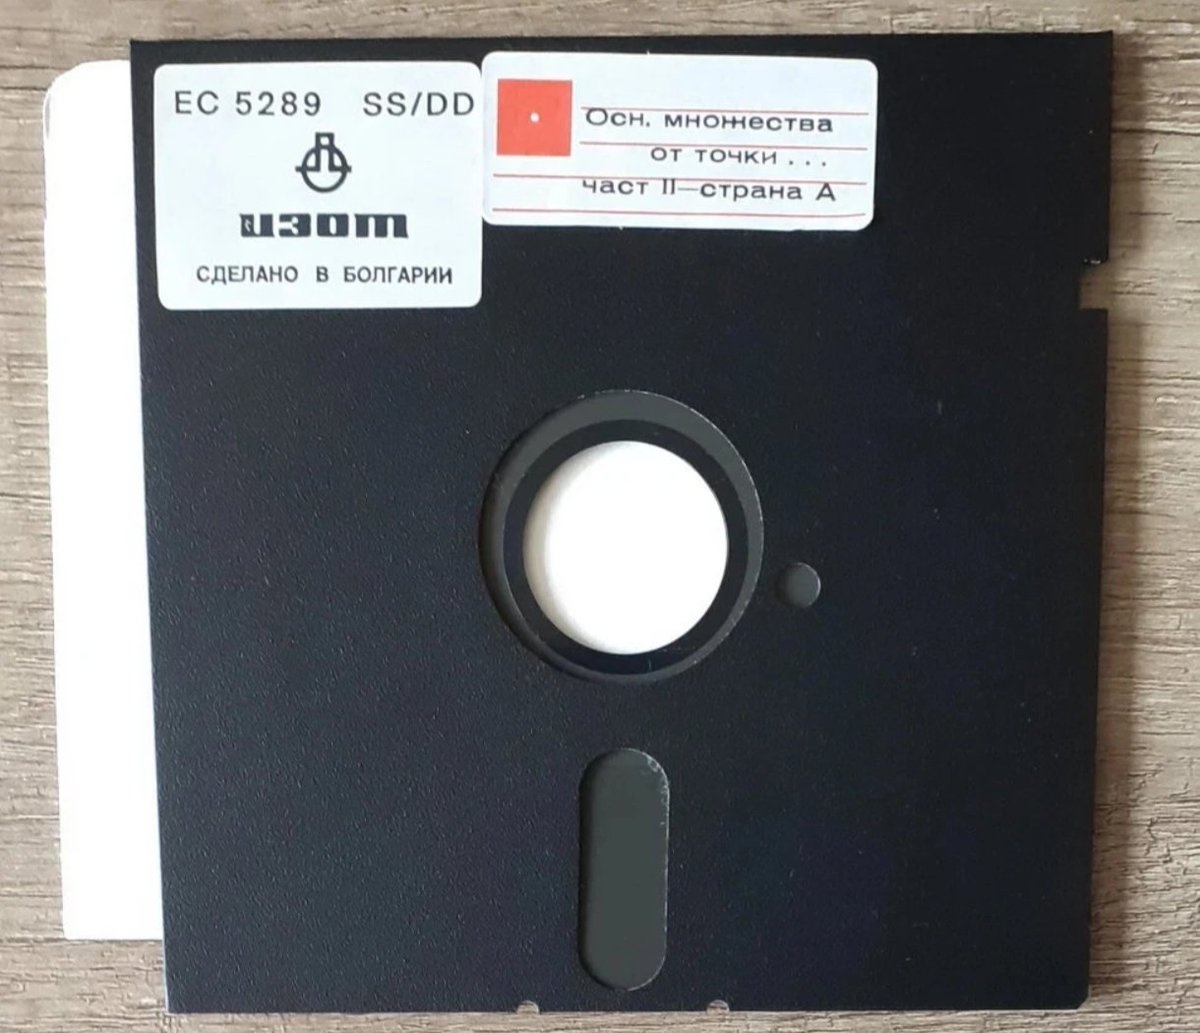 ЕС 5289 SS/DD
изот
СДЕЛАНО В БОЛГАРИИ
Осн. множества
от точки ...
част II—страна А